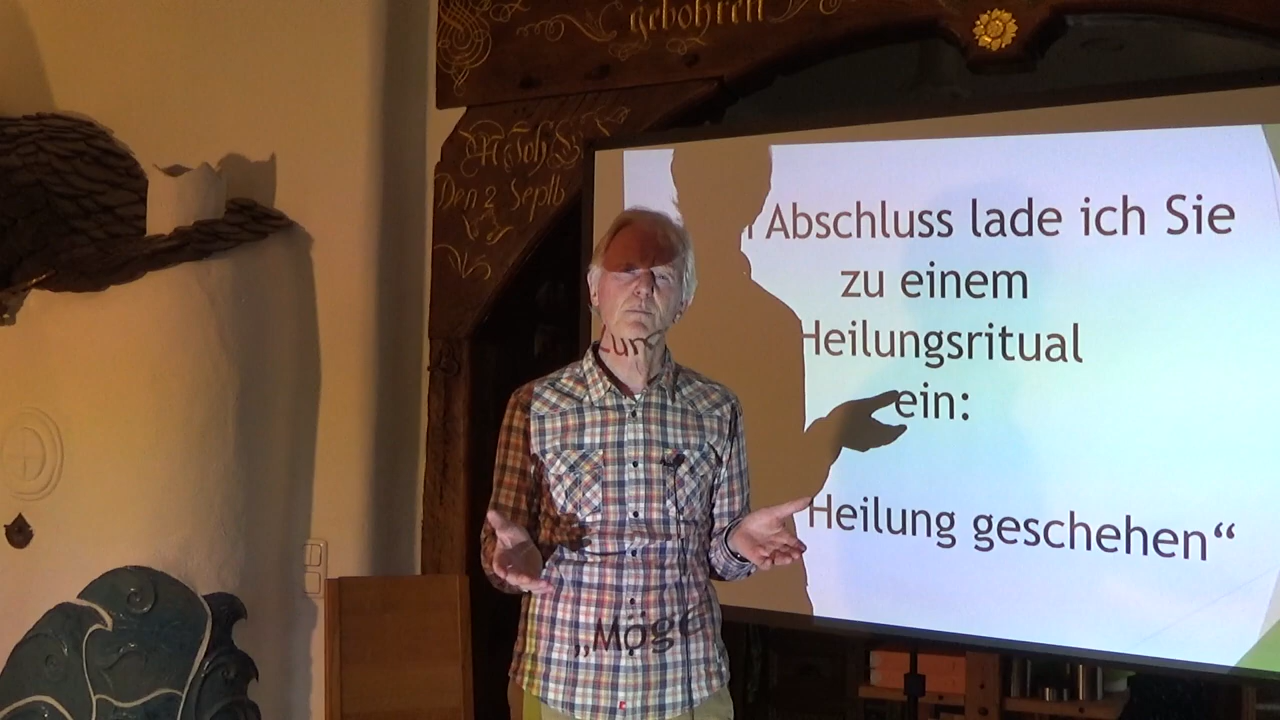 gebohren
Den 2 Septb
Zum Abschluss lade ich Sie
zu einem
Heilungsritual
ein:
„Möge Heilung geschehen“